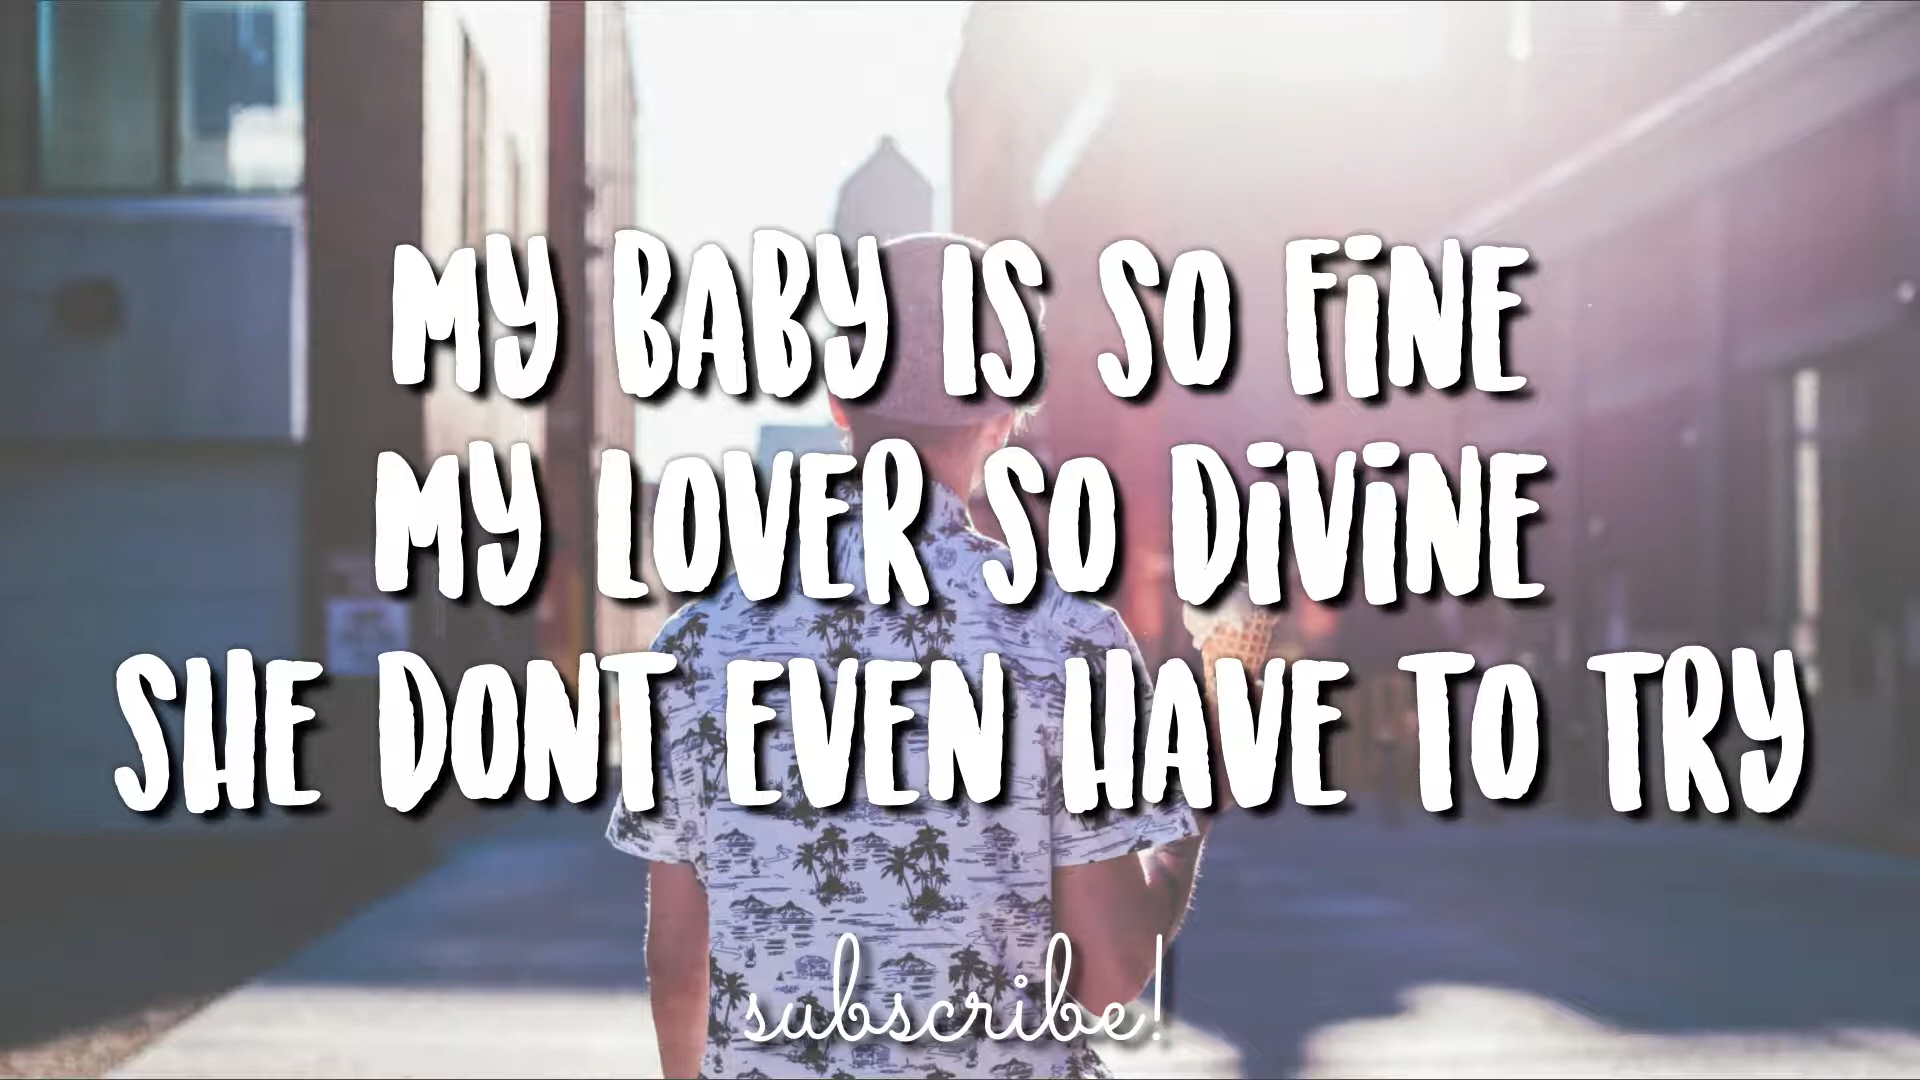 MY BABY IS SO FiNE
MY LOVER SO DiViNE
SHE DONT EVEN HAVE TO TRY
subscribe!